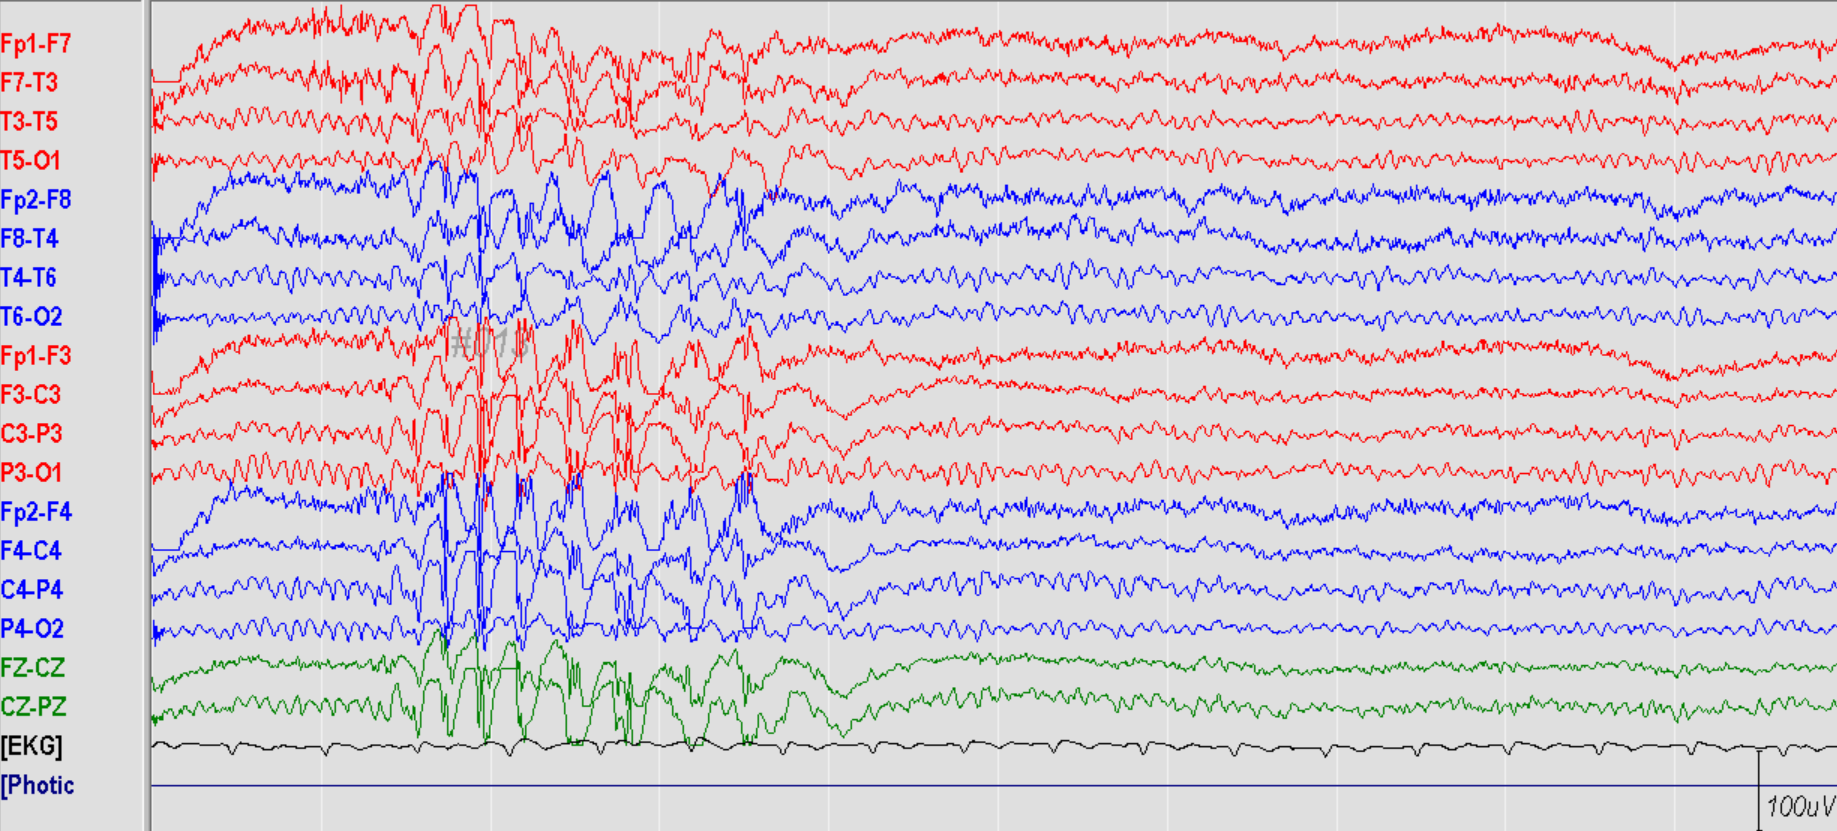 Fp1-F7
F7-T3
T3-T5
T5-O1
Fp2-F8
F8-T4
T4-T6
T6-O2
#013
Fp1-F3
F3-C3
C3-P3
P3-O1
Fp2-F4
F4-C4
C4-P4
P4-O2
FZ-CZ
CZ-PZ
[EKG]
[Photic
100uV